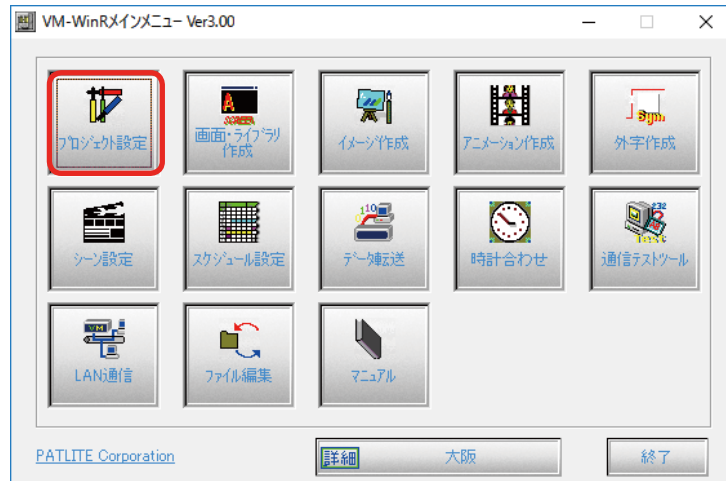 VM-WinRメインメニュー Ver3.00
プロジェクト設定
画面・ライブラリ
作成
イメージ作成
アニメーション作成
外字作成
シーン設定
スケジュール設定
データ転送
時計合わせ
通信テストツール
LAN通信
ファイル編集
マニュアル
PATLITE Corporation
詳細
大阪
終了